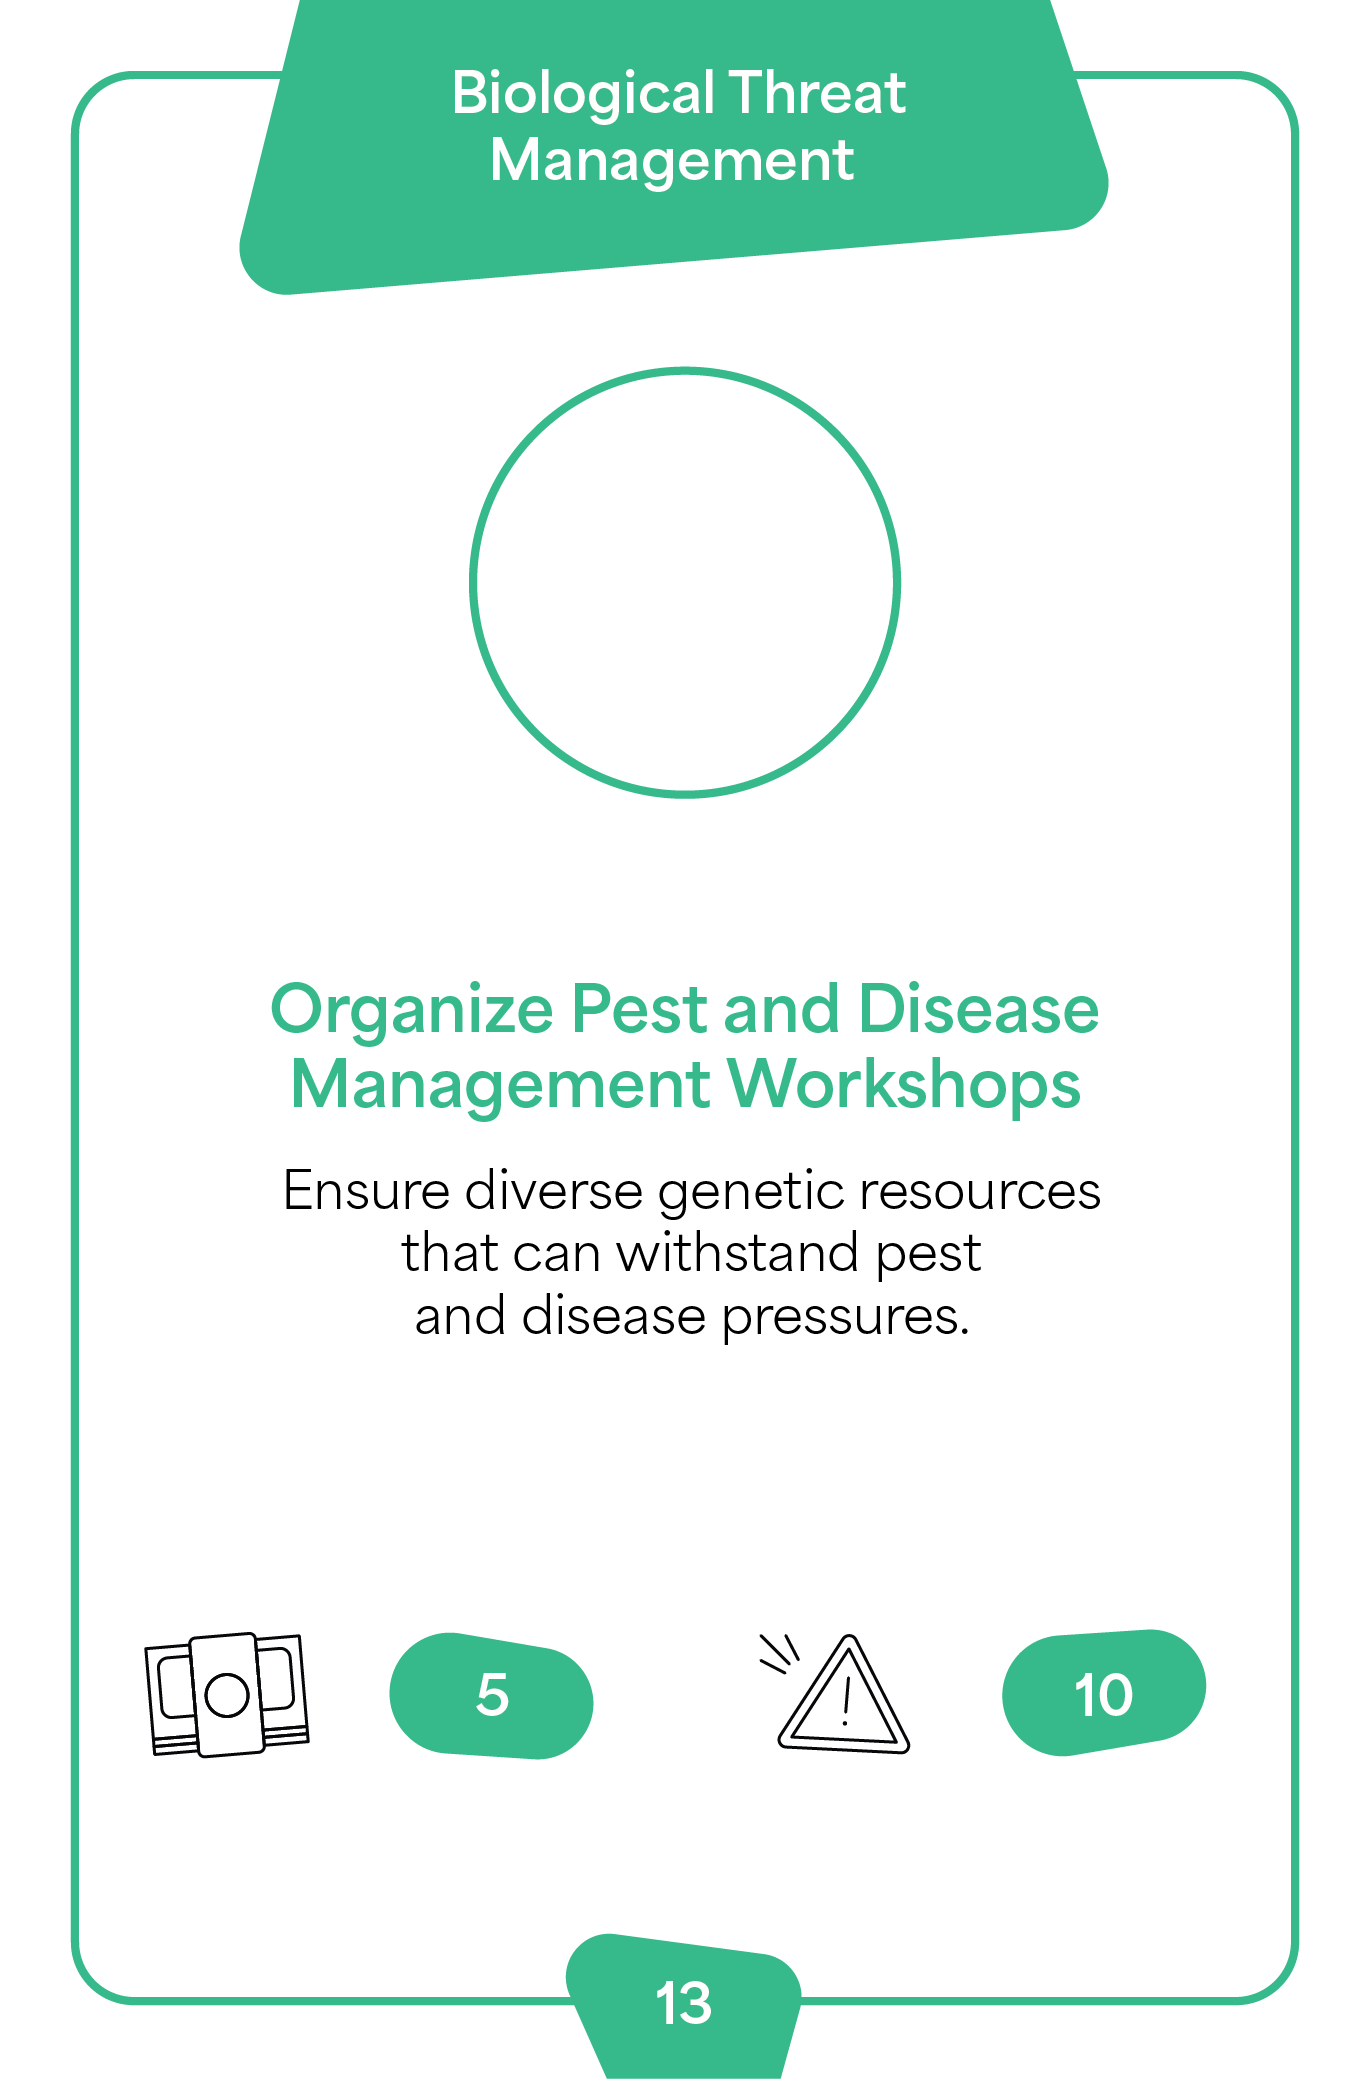 Biological Threat
Management
Organize Pest and Disease
Management Workshops
Ensure diverse genetic resources
that can withstand pest
and disease pressures.
5
!
10
13